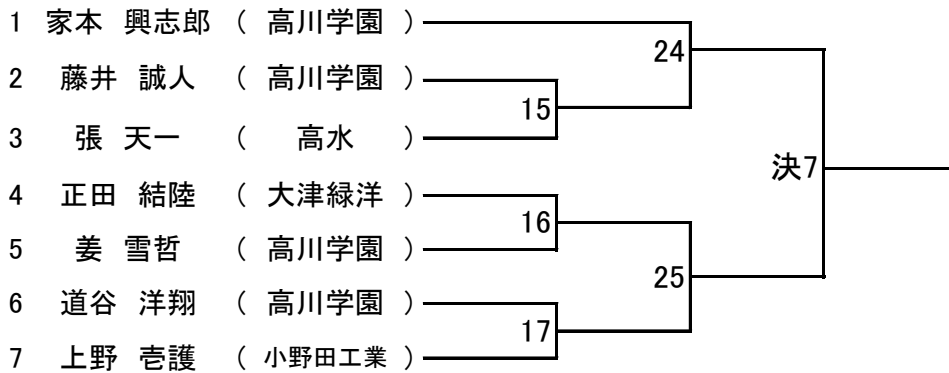 1 家本 興志郎 ( 高川学園 )
24
2 藤井 誠人 ( 高川学園 )
15
3 張 天一 ( 高水 )
決7
4 正田 結陸 ( 大津緑洋 )
16
5 姜 雪哲 ( 高川学園 )
25
6 道谷 洋翔 ( 高川学園 )
17
7 上野 壱護 ( 小野田工業 )